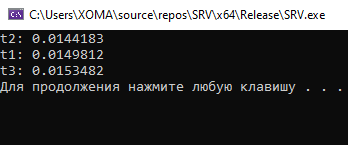 C:\Users\XOMA\source\repos\SRV\x64\Release\SRV.exe
t2: 0.0144183
t1: 0.0149812
t3: 0.0153482
Для продолжения нажмите любую клавишу . . .